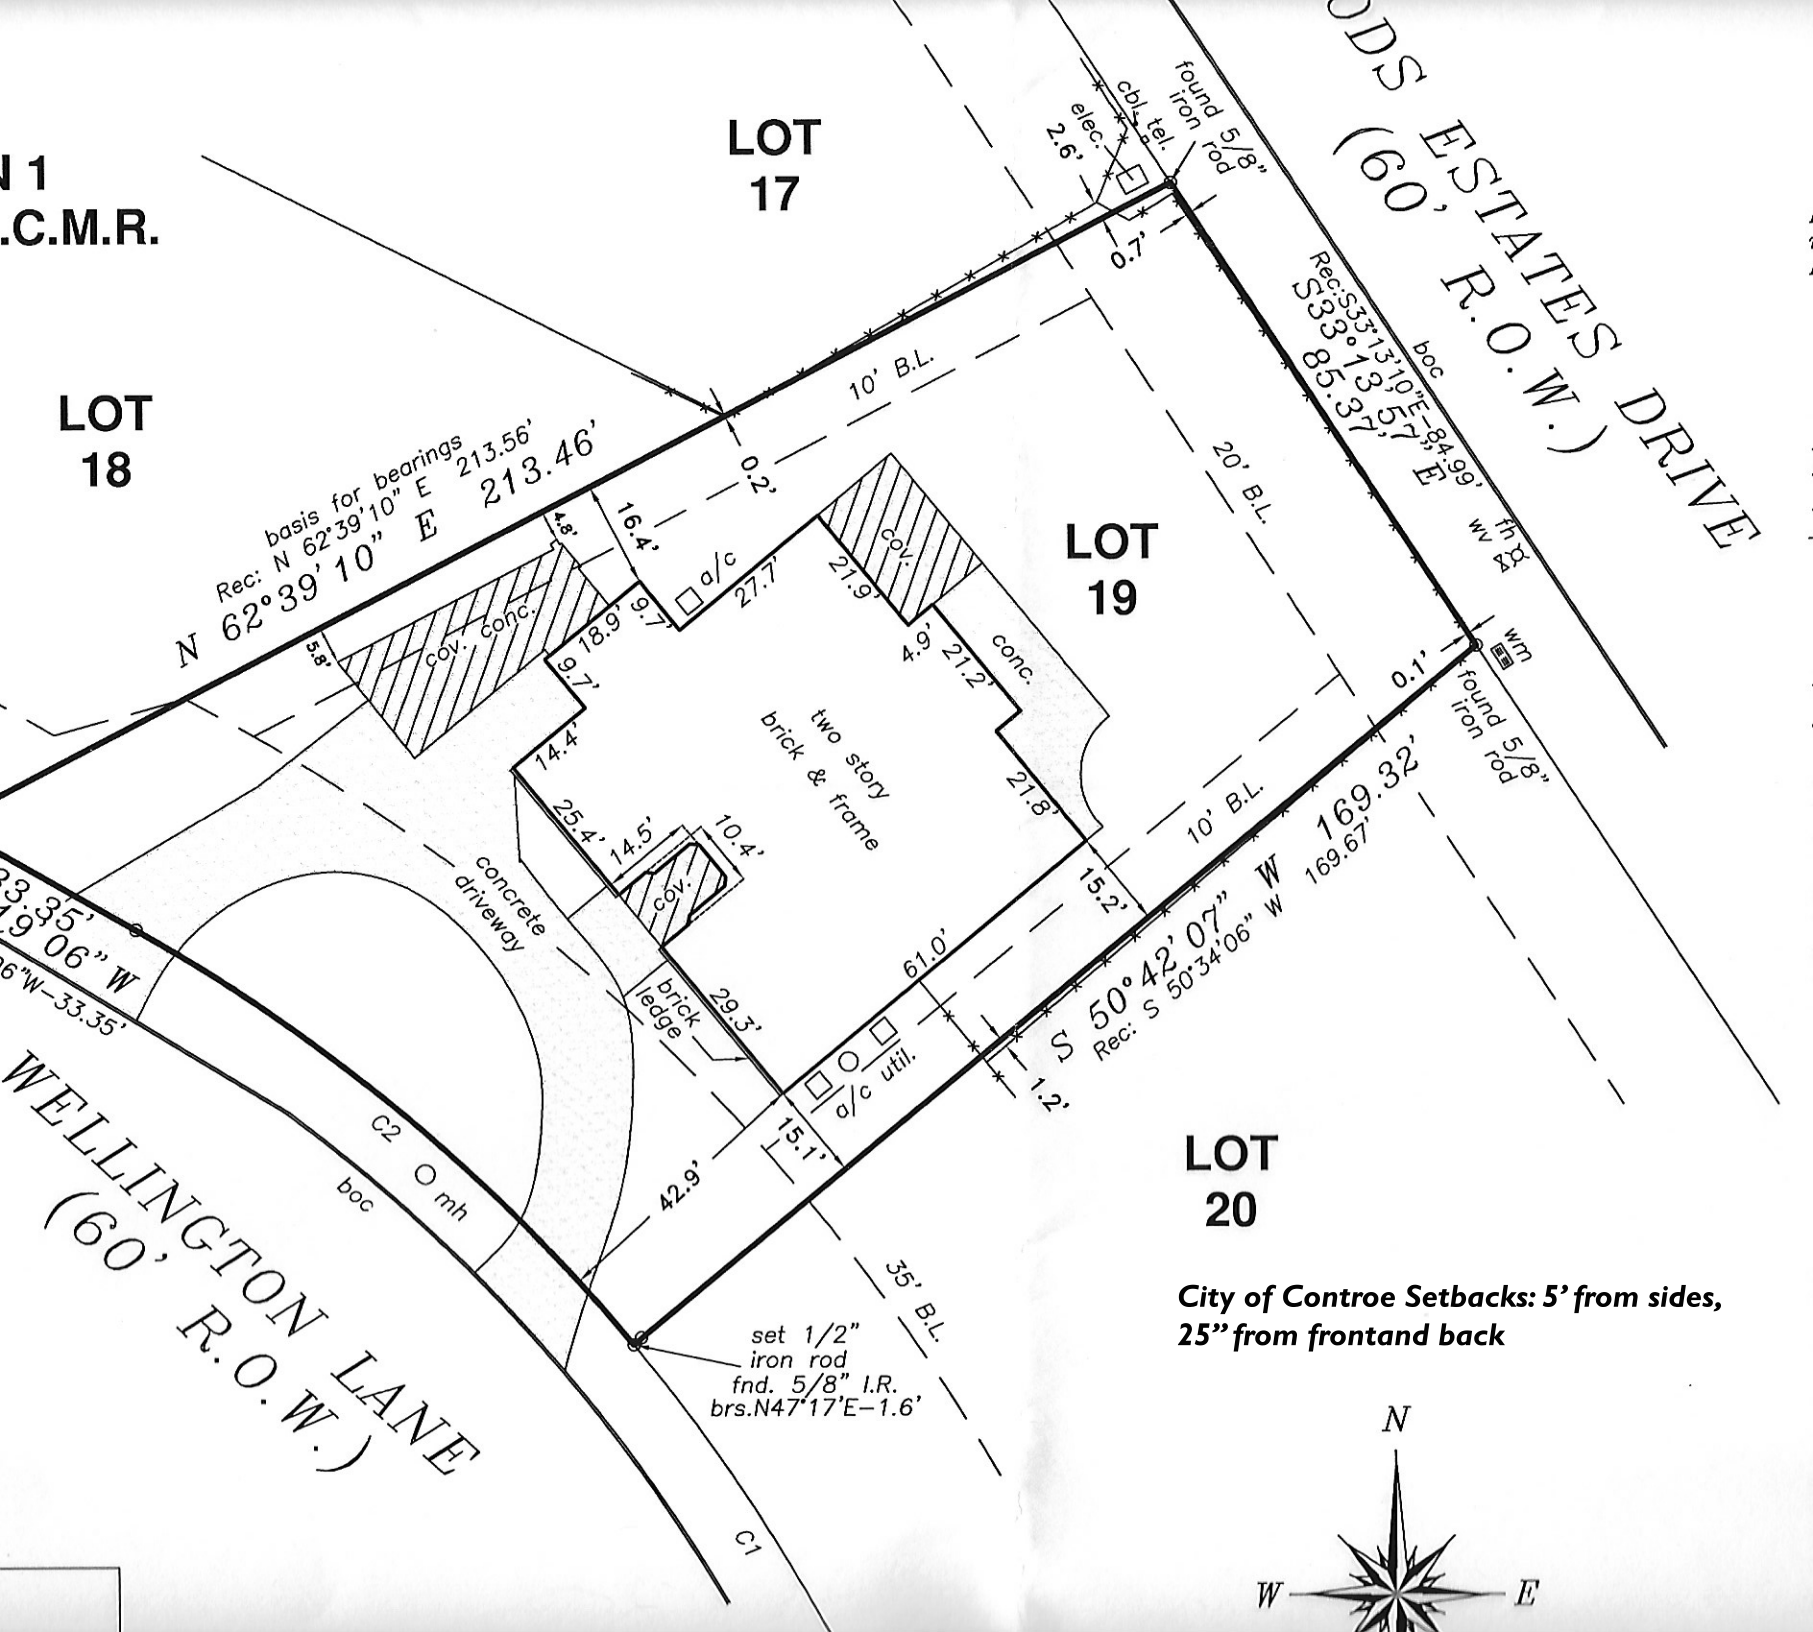 N 1
.C.M.R.
LOT
17
LOT
18
LOT
19
LOT
20
ODS ESTATES DRIVE
(60' R.O.W.)
found 5/8"
iron rod
cbl. tel.
elec.
2.6'
0.7'
Rec:S33°13'10"E-84.99'
S33°13'57" E
85.37'
boc
fh
wv
wm
0.1'
found 5/8"
iron rod
basis for bearings
Rec: N 62°39'10" E 213.56'
N 62°39'10" E 213.46'
10' B.L.
20' B.L.
0.2'
4.8'
16.4'
5.8'
a/c
cov. conc.
18.9'
9.7'
27.7'
21.9'
cov.
4.9'
21.2'
conc.
9.7'
14.4'
two story
brick & frame
21.8'
25.4'
14.5'
10.4'
cov.
concrete
driveway
brick
ledge
29.3'
61.0'
15.2'
10' B.L.
169.32'
S 50°42'07" W
Rec: S 50°34'06" W 169.67'
a/c util.
1.2'
15.1'
42.9'
35' B.L.
33.35'
19'06" W
06"W-33.35'
WELLINGTON LANE
(60' R.O.W.)
C2
mh
boc
set 1/2"
iron rod
fnd. 5/8" I.R.
brs.N47°17'E-1.6'
C1
City of Controe Setbacks: 5' from sides,
25" from frontand back
N
W
E